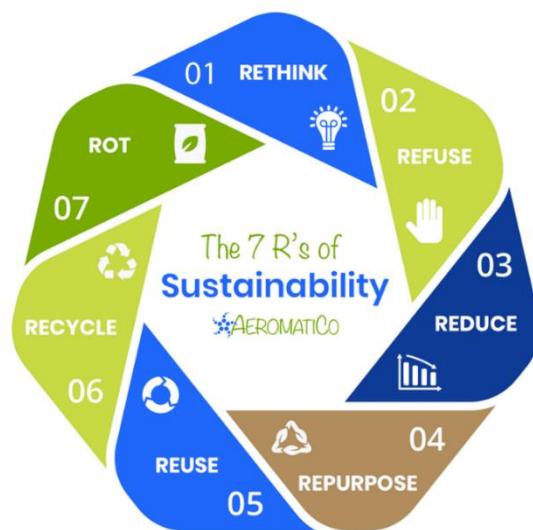 01 RETHINK
02
REFUSE
03
REDUCE
04
REPURPOSE
REUSE
05
RECYCLE
06
ROT
07
The 7 R's of
Sustainability
AEROMATICO